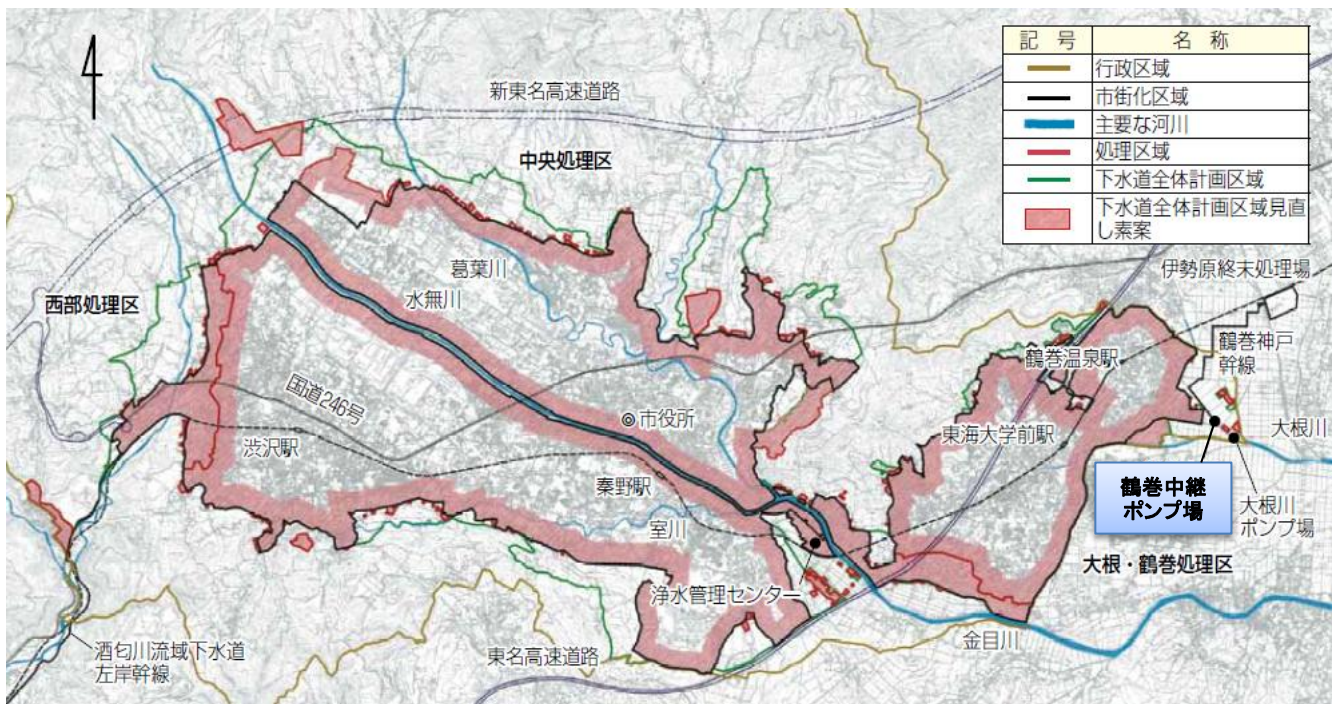 記 号 名 称
行政区域
市街化区域
主要な河川
処理区域
下水道全体計画区域
下水道全体計画区域見直
し素案
新東名高速道路
中央処理区
伊勢原終末処理場
葛葉川
水無川
西部処理区
鶴巻神戸
幹線
鶴巻温泉駅
国道246号
市役所
東海大学前駅
大根川
渋沢駅
秦野駅
鶴巻中継
ポンプ場
大根川
ポンプ場
室川
大根・鶴巻処理区
浄水管理センター
金目川
酒匂川流域下水道
左岸幹線
東名高速道路